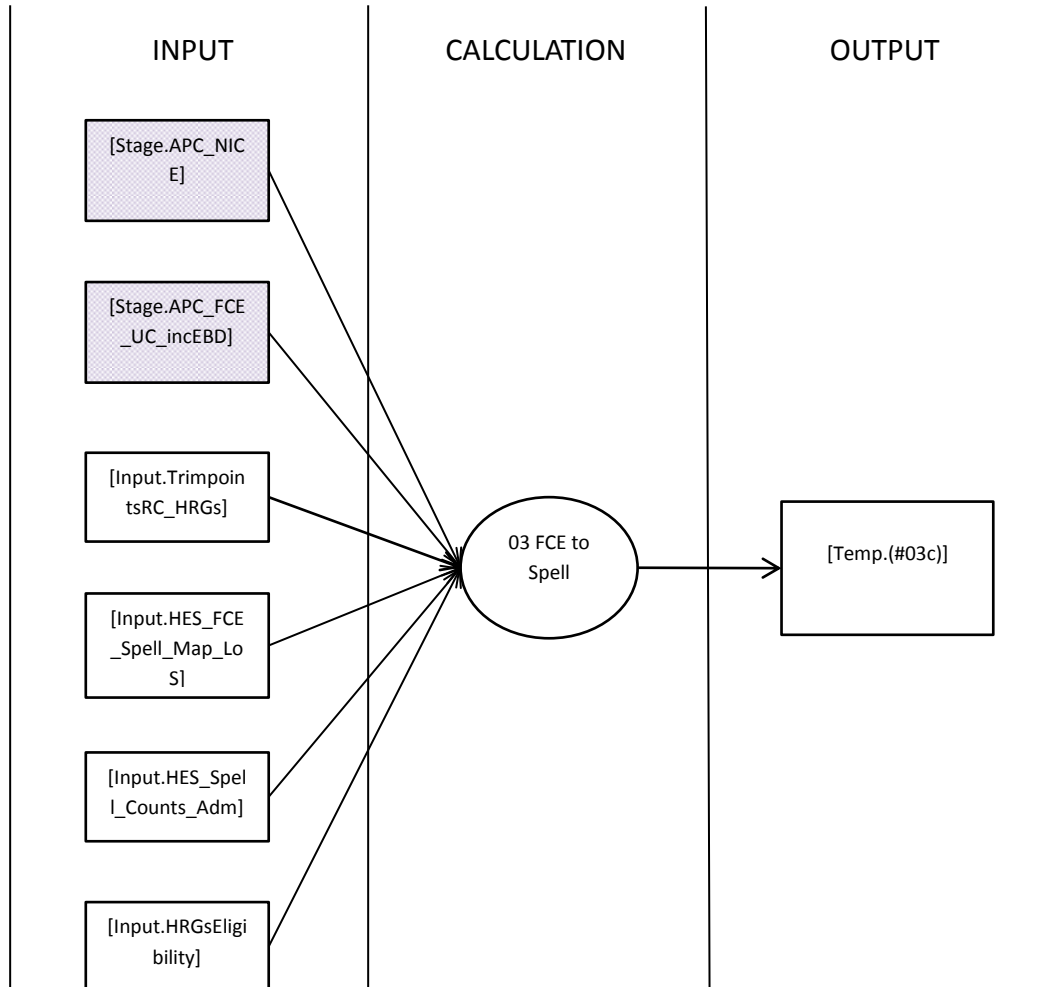 INPUT
CALCULATION
OUTPUT
[Stage.APC_NIC
E]
[Stage.APC_FCE
_UC_incEBD]
[Input.Trimpoin
tsRC_HRGs]
[Input.HES_FCE
_Spell_Map_Lo
S]
[Input.HES_Spel
l_Counts_Adm]
[Input.HRGsEligi
bility]
03 FCE to
Spell
[Temp.(#03c)]